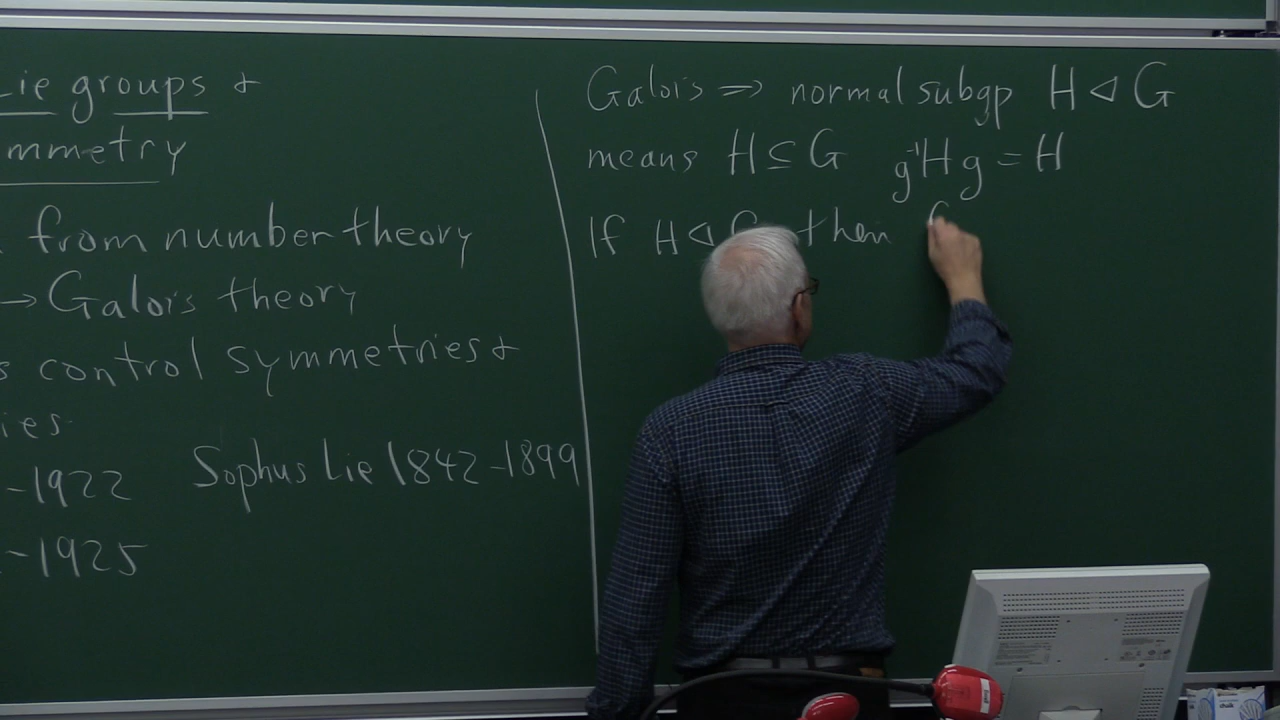 Lie groups +
mmetry
from number theory
→ Galois theory
s control symmetries +
ies
-1922 Sophus Lie 1842-1899
-1925
Galois ⇒ normal subgp H ◁ G
means H ⊆ G g⁻¹Hg = H
If H ◁ G then G
chalk